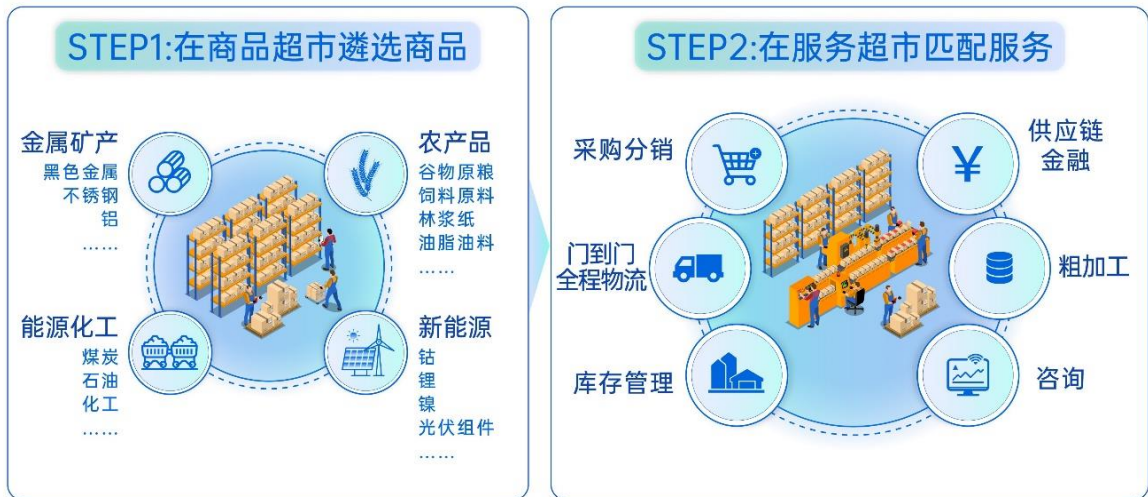 STEP1:在商品超市遴选商品
金属矿产
黑色金属
不锈钢
铝
……
农产品
谷物原粮
饲料原料
林浆纸
油脂油料
……
能源化工
煤炭
石油
化工
……
新能源
钴
锂
镍
光伏组件
……
STEP2:在服务超市匹配服务
采购分销
供应链
金融
¥
门到门
全程物流
粗加工
库存管理
咨询